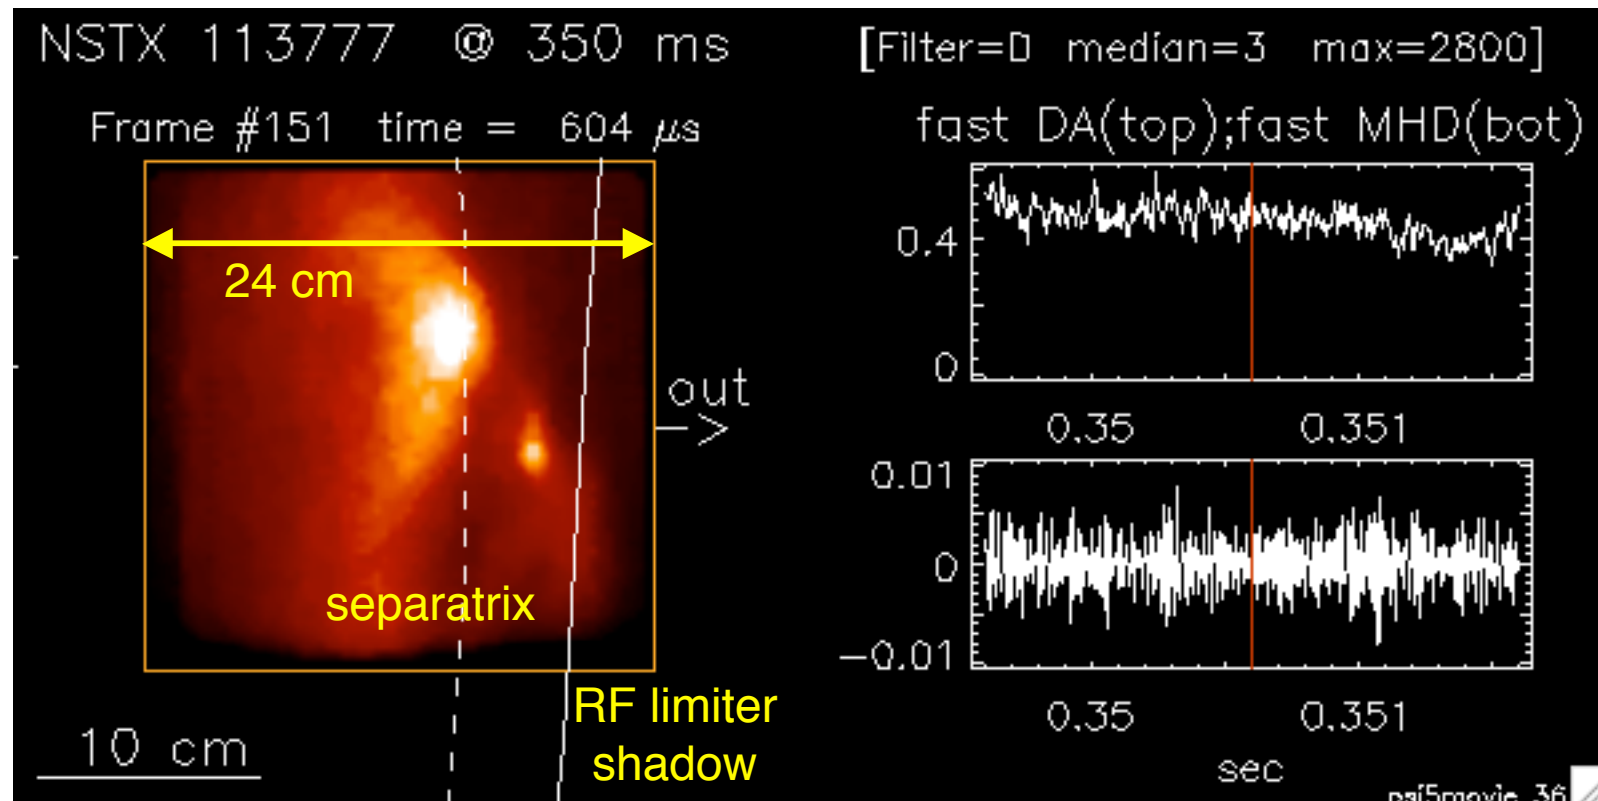 NSTX 113777 @ 350 ms
[Filter=D median=3 max=2800]
Frame #151 time = 604 μs
fast DA(top);fast MHD(bot)
24 cm
0.4
0
out
—>
0.35 0.351
0.01
0
-0.01
separatrix
RF limiter
shadow
0.35 0.351
10 cm
sec
psi5movie 36